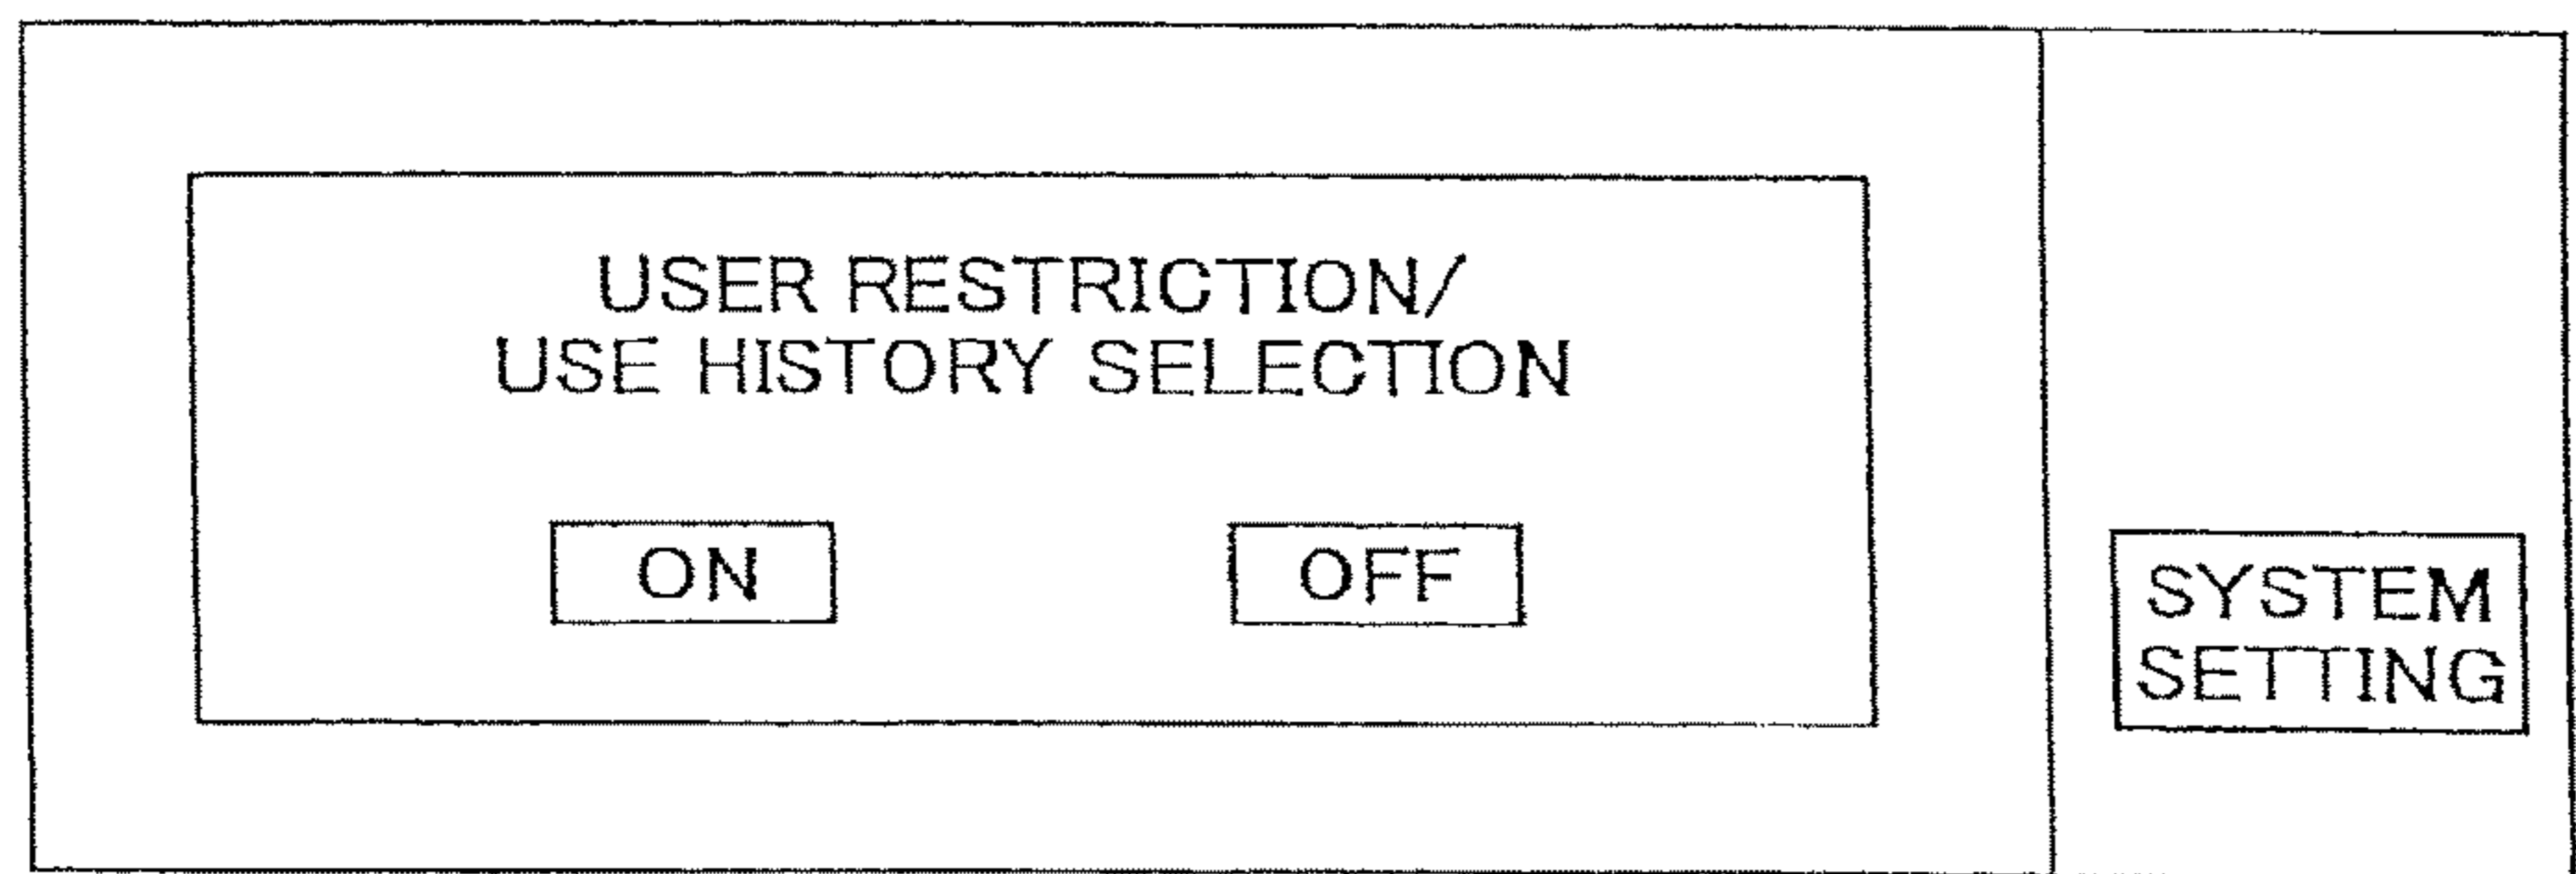 USER RESTRICTION/
USE HISTORY SELECTION
ON
OFF
SYSTEM
SETTING